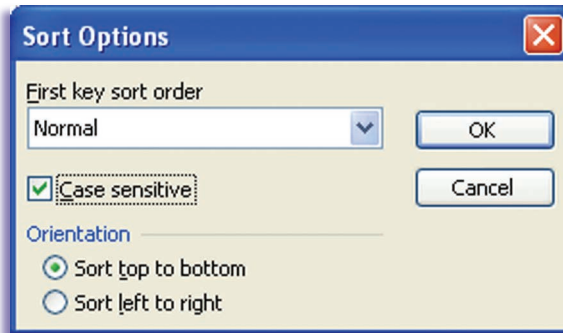 Sort Options
First key sort order
Normal
OK
Case sensitive
Cancel
Orientation
Sort top to bottom
Sort left to right